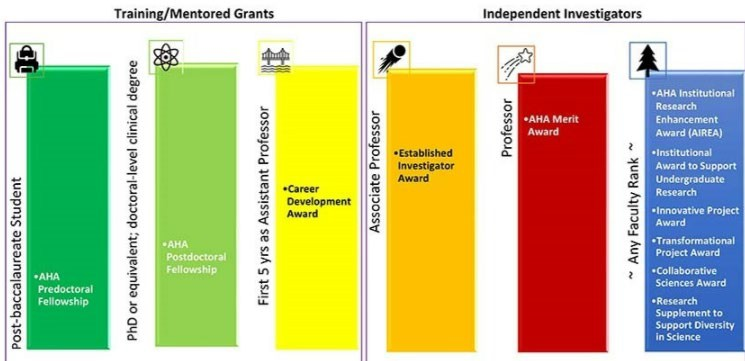 Training/Mentored Grants
Independent Investigators
Post-baccalaureate Student
•AHA
Predoctoral
Fellowship
PhD or equivalent; doctoral-level clinical degree
•AHA
Postdoctoral
Fellowship
First 5 yrs as Assistant Professor
•Career
Development
Award
Associate Professor
•Established
Investigator
Award
Professor
•AHA Merit
Award
~ Any Faculty Rank ~
•AHA Institutional
Research
Enhancement
Award (AIREA)
•Institutional
Award to Support
Undergraduate
Research
•Innovative Project
Award
•Transformational
Project Award
•Collaborative
Sciences Award
•Research
Supplement to
Support Diversity
in Science